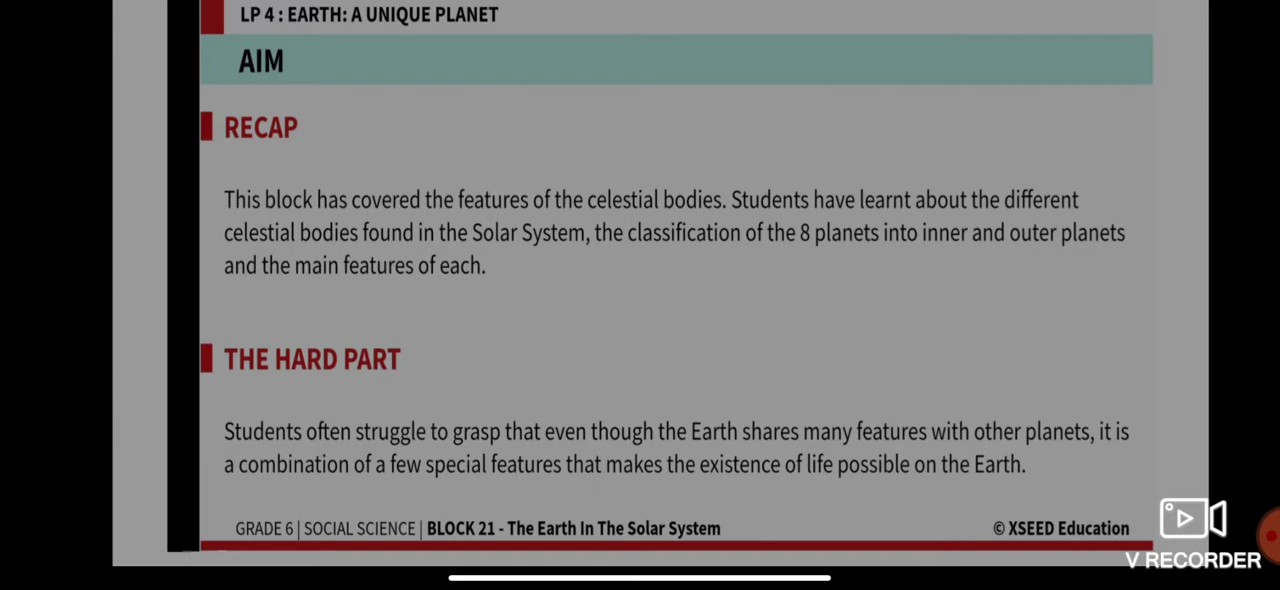 LP 4 : EARTH: A UNIQUE PLANET
AIM
RECAP
This block has covered the features of the celestial bodies. Students have learnt about the different
celestial bodies found in the Solar System, the classification of the 8 planets into inner and outer planets
and the main features of each.
THE HARD PART
Students often struggle to grasp that even though the Earth shares many features with other planets, it is
a combination of a few special features that makes the existence of life possible on the Earth.
GRADE 6 | SOCIAL SCIENCE | BLOCK 21 - The Earth In The Solar System © XSEED Education
V RECORDER